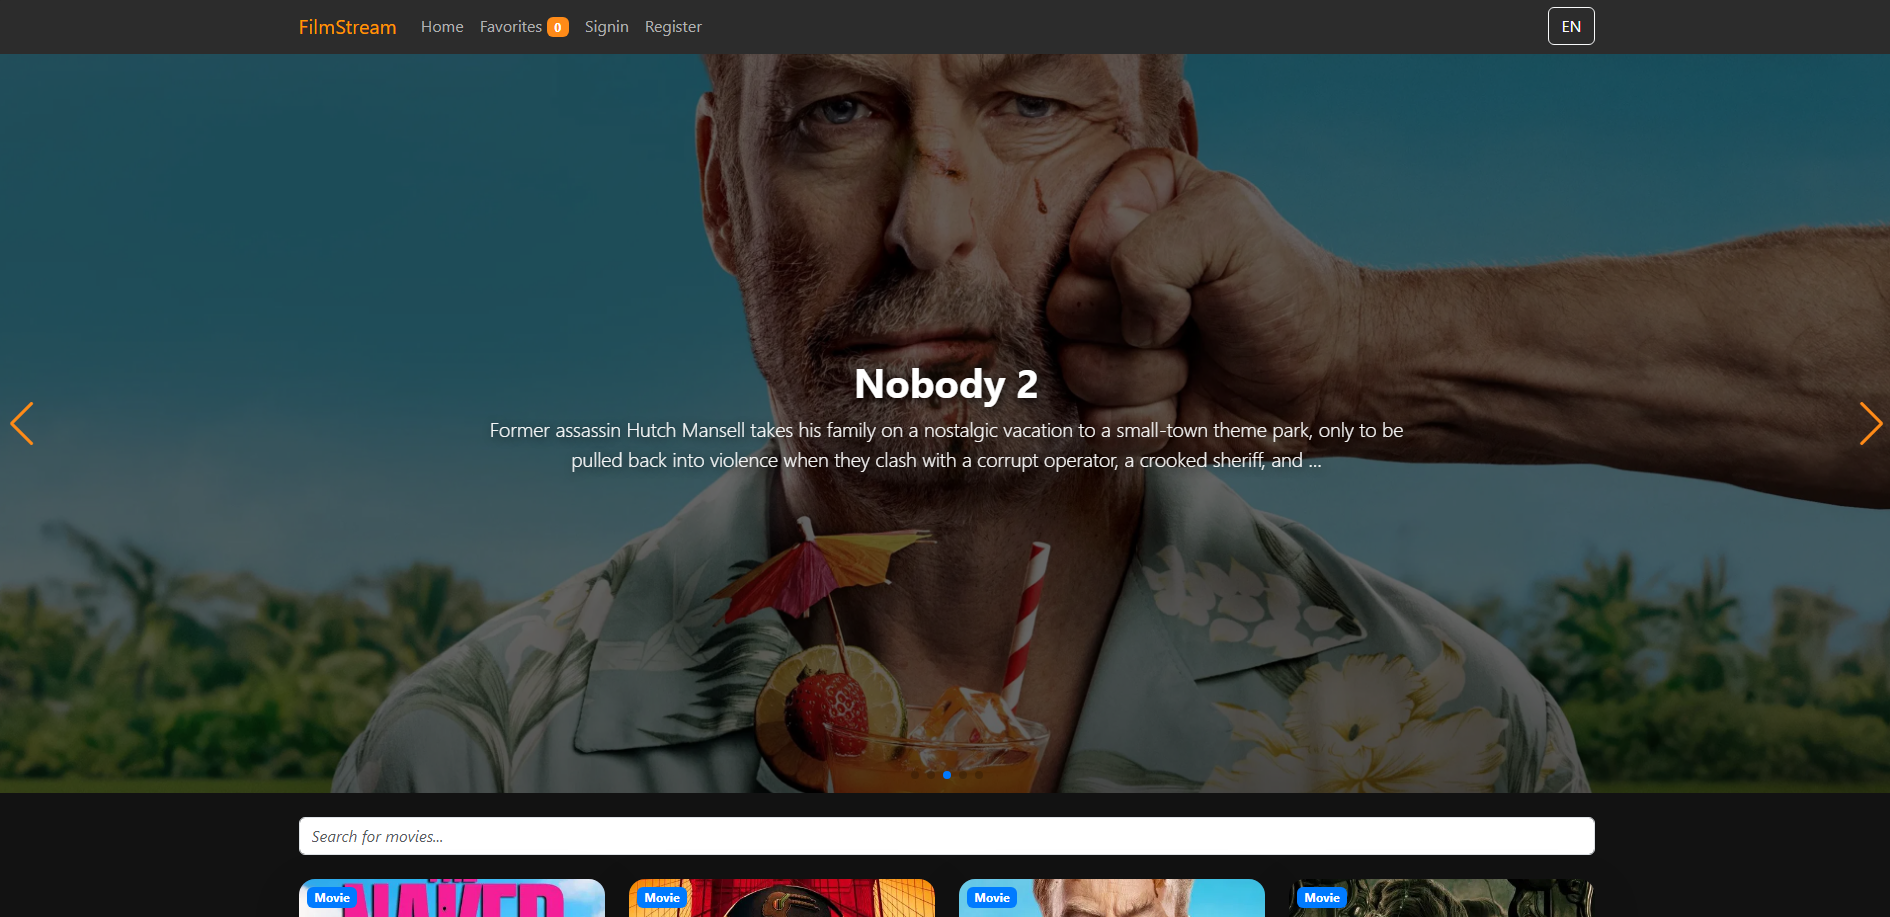 FilmStream Home Favorites 0 Signin Register EN
Nobody 2
Former assassin Hutch Mansell takes his family on a nostalgic vacation to a small-town theme park, only to be
pulled back into violence when they clash with a corrupt operator, a crooked sheriff, and ...
Search for movies...
Movie Movie Movie Movie
NAKED